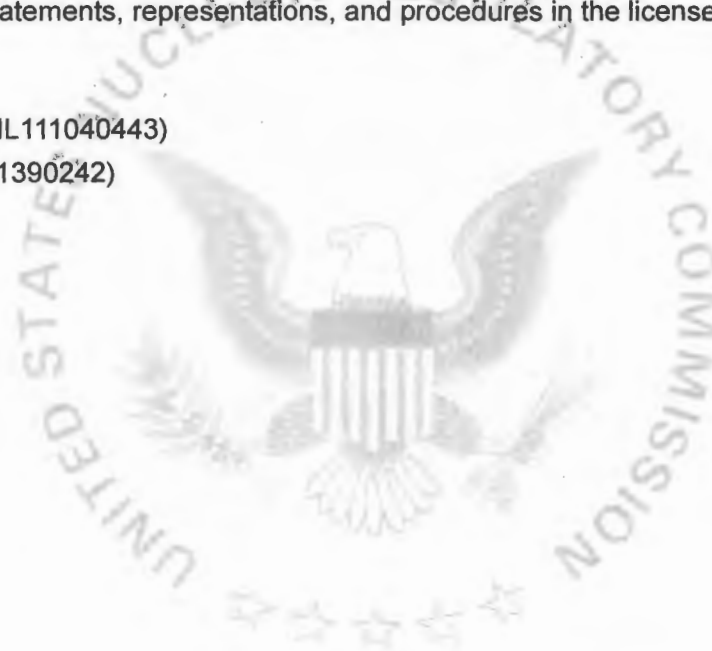 atements, representations, and procedures in the license
IL111040443)
1390242)
UNITED STATES NUCLEAR REGULATORY COMMISSION